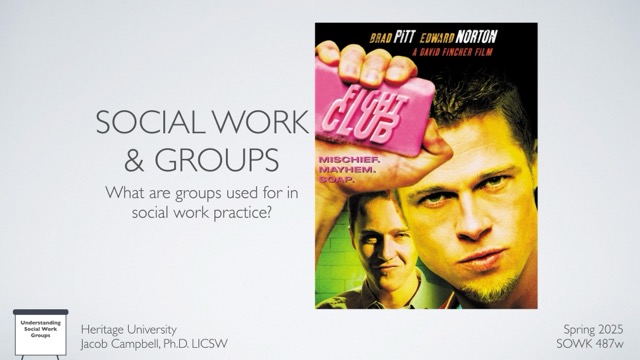 SOCIAL WORK
& GROUPS
What are groups used for in
social work practice?
BRAD PITT EDWARD NORTON
A DAVID FINCHER FILM
FIGHT
CLUB
MISCHIEF.
MAYHEM.
SOAP.
Understanding
Social Work
Groups
Heritage University
Jacob Campbell, Ph.D. LICSW
Spring 2025
SOWK 487w